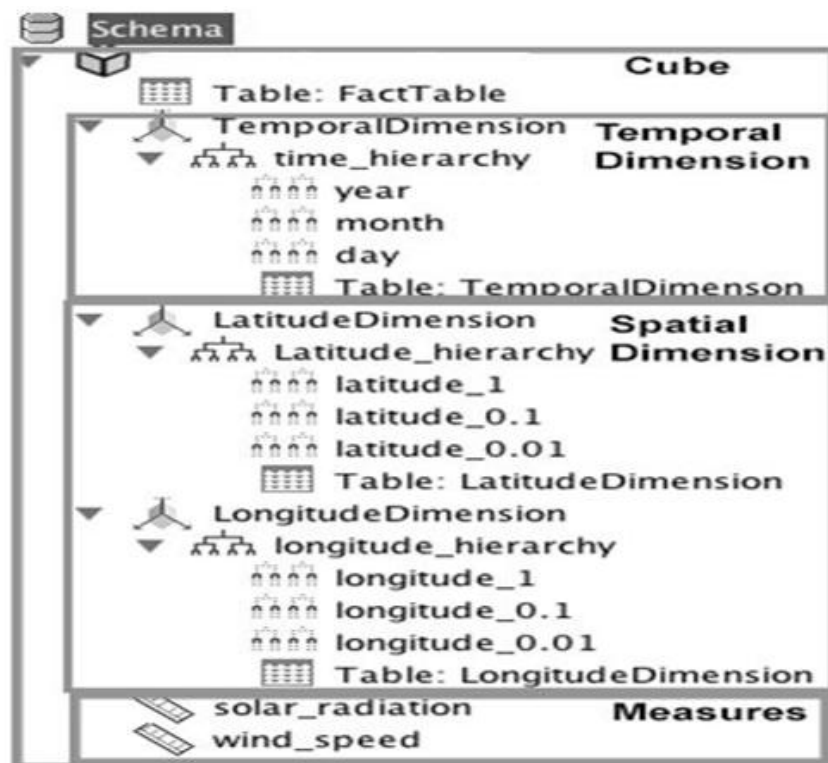 Schema
Cube
Table: FactTable
TemporalDimension Temporal
time_hierarchy Dimension
year
month
day
Table: TemporalDimenson
LatitudeDimension Spatial
Latitude_hierarchy Dimension
latitude_1
latitude_0.1
latitude_0.01
Table: LatitudeDimension
LongitudeDimension
longitude_hierarchy
longitude_1
longitude_0.1
longitude_0.01
Table: LongitudeDimension
solar_radiation Measures
wind_speed